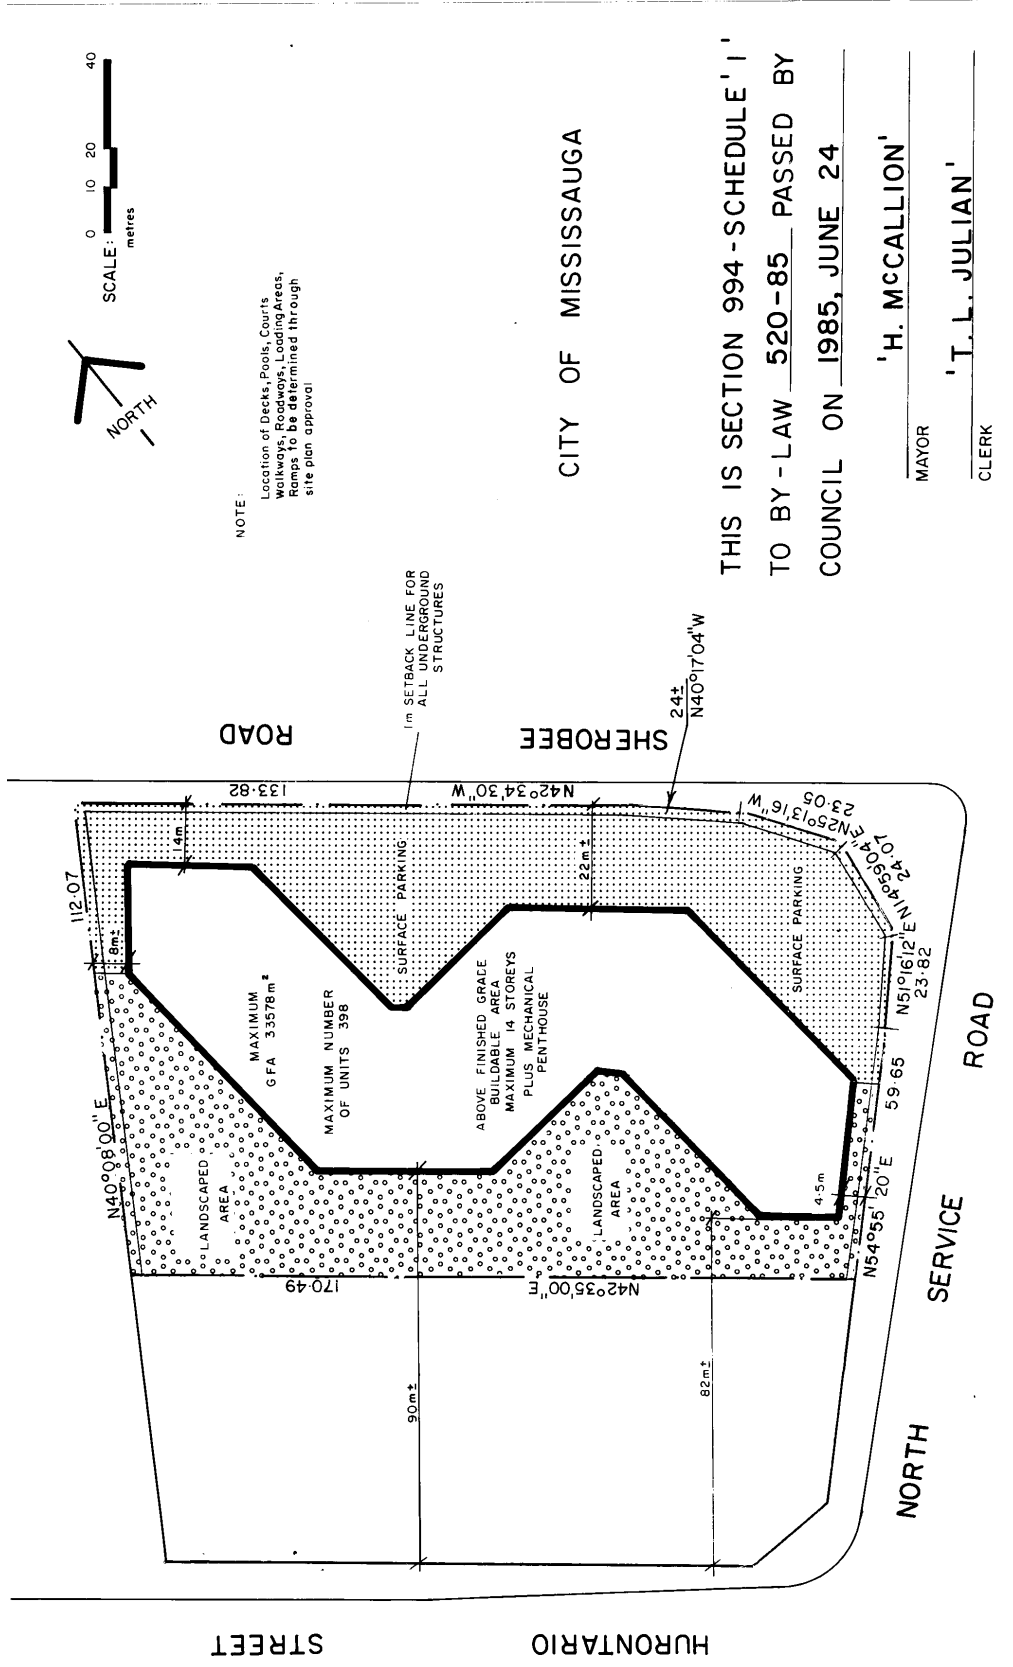 SCALE:
0 10 20 40
metres
NORTH
NOTE:
Location of Decks, Pools, Courts
Walkways, Roadways, Loading Areas,
Ramps to be determined through
site plan approval
CITY OF MISSISSAUGA
THIS IS SECTION 994-SCHEDULE 'I'
TO BY-LAW 520-85 PASSED BY
COUNCIL ON 1985, JUNE 24
'H. McCALLION'
MAYOR
'T. L. JULIAN'
CLERK
1m SETBACK LINE FOR
ALL UNDERGROUND
STRUCTURES
24±
N40°17'04"W
SHEROBEE ROAD
133·82
N42°34'30"W
N25°13'16"W
23·05
N14°59'04"E
24·07
N51°16'12"E
23·82
59·65
N54°55'20"E
112·07
N40°08'00"E
170·49
N42°35'00"E
14m
8m±
22m±
4·5m
90m±
82m±
SURFACE PARKING
SURFACE PARKING
MAXIMUM
GFA 33578m²
MAXIMUM NUMBER
OF UNITS 398
ABOVE FINISHED GRADE
BUILDABLE AREA
MAXIMUM 14 STOREYS
PLUS MECHANICAL
PENTHOUSE
LANDSCAPED
AREA
LANDSCAPED
AREA
NORTH SERVICE ROAD
HURONTARIO STREET